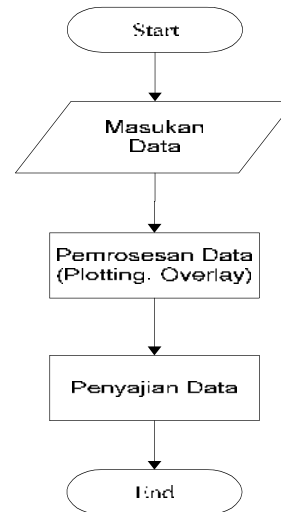 Start
Masukan
Data
Pemrosesan Data
(Plotting. Overlay)
Penyajian Data
End